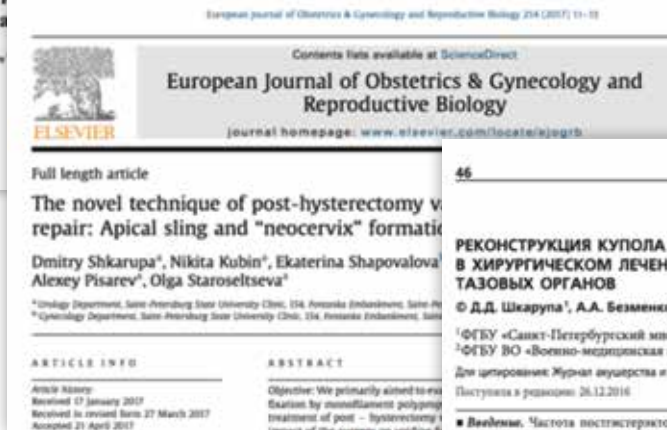 European Journal of Obstetrics & Gynecology and Reproductive Biology 214 (2017) 11–15
Contents lists available at ScienceDirect
European Journal of Obstetrics & Gynecology and
Reproductive Biology
ELSEVIER
journal homepage: www.elsevier.com/locate/ejogrb
Full length article
The novel technique of post-hysterectomy v
repair: Apical sling and "neocervix" formatio
Dmitry Shkarupa, Nikita Kubin, Ekaterina Shapovalova
Alexey Pisarev, Olga Staroseltseva
Urology Department, Saint-Petersburg State University Clinic, 154, Fontanka Embankment, Saint-Pe
Gynecology Department, Saint-Petersburg State University Clinic, 154, Fontanka Embankment, Saint
ARTICLE INFO
Article history:
Received 17 January 2017
Received in revised form 27 March 2017
Accepted 21 April 2017
ABSTRACT
Objective: We primarily aimed to eva
fixation by monofilament polyprop
treatment of post – hysterectomy
46
РЕКОНСТРУКЦИЯ КУПОЛА
В ХИРУРГИЧЕСКОМ ЛЕЧЕН
ТАЗОВЫХ ОРГАНОВ
© Д.Д. Шкарупа¹, А.А. Безменко
¹ФГБУ «Санкт-Петербургский мн
²ФГБУ ВО «Военно-медицинская
Для цитирования: Журнал акушерства и
Поступила в редакцию: 26.12.2016
■ Введение. Частота постгистерэкто